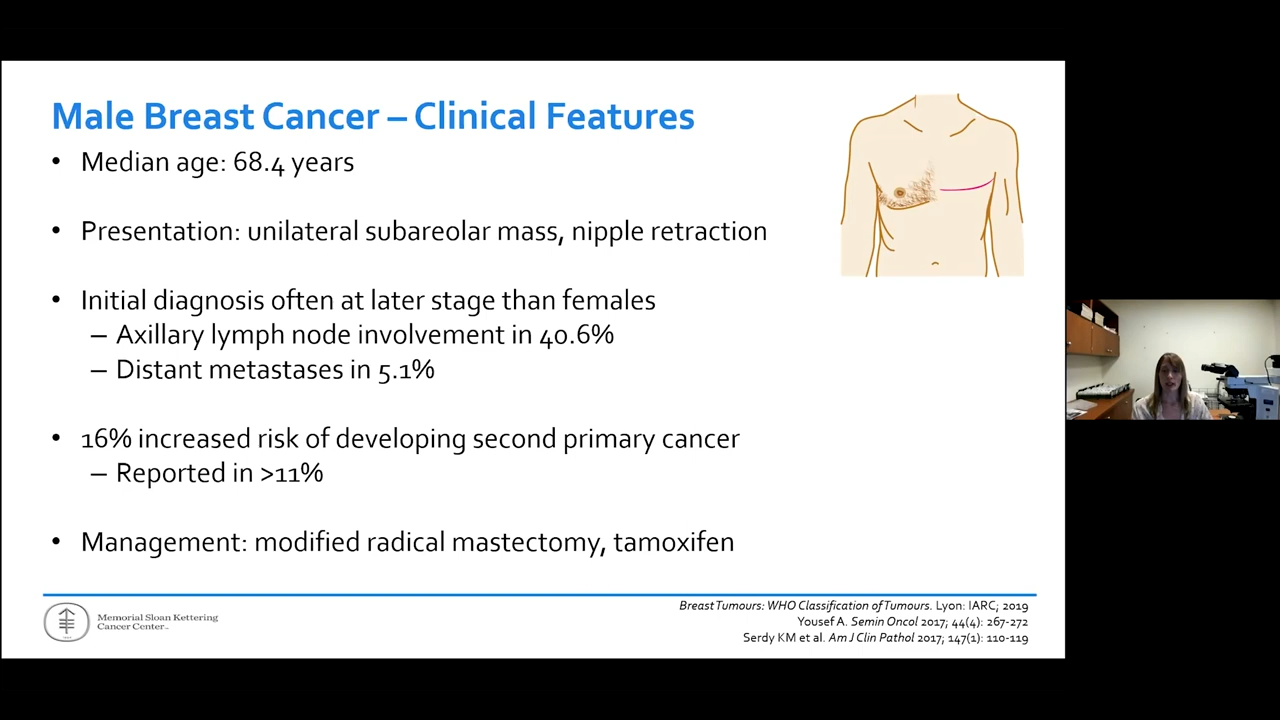 Male Breast Cancer – Clinical Features
• Median age: 68.4 years
• Presentation: unilateral subareolar mass, nipple retraction
• Initial diagnosis often at later stage than females
– Axillary lymph node involvement in 40.6%
– Distant metastases in 5.1%
• 16% increased risk of developing second primary cancer
– Reported in >11%
• Management: modified radical mastectomy, tamoxifen
Memorial Sloan Kettering
Cancer Center
Breast Tumours: WHO Classification of Tumours. Lyon: IARC; 2019
Yousef A. Semin Oncol 2017; 44(4): 267-272
Serdy KM et al. Am J Clin Pathol 2017; 147(1): 110-119